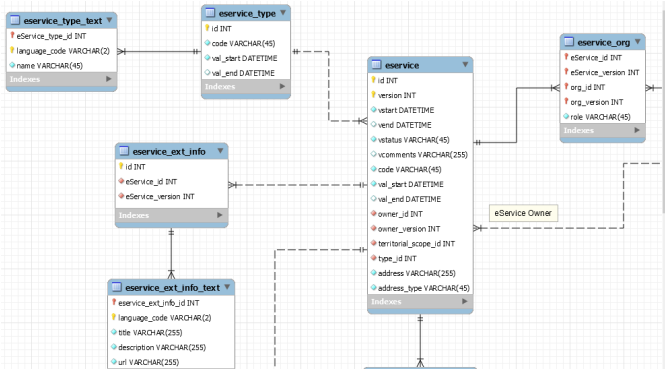 eservice_type_text
eService_type_id INT
language_code VARCHAR(2)
name VARCHAR(45)
Indexes
eservice_type
id INT
code VARCHAR(45)
val_start DATETIME
val_end DATETIME
Indexes
eservice
id INT
version INT
vstart DATETIME
vend DATETIME
vstatus VARCHAR(45)
vcomments VARCHAR(255)
code VARCHAR(45)
val_start DATETIME
val_end DATETIME
owner_id INT
owner_version INT
territorial_scope_id INT
type_id INT
address VARCHAR(255)
address_type VARCHAR(45)
Indexes
eservice_org
eService_id INT
eService_version INT
org_id INT
org_version INT
role VARCHAR(45)
Indexes
eservice_ext_info
id INT
eService_id INT
eService_version INT
Indexes
eService Owner
eservice_ext_info_text
eservice_ext_info_id INT
language_code VARCHAR(2)
title VARCHAR(255)
description VARCHAR(255)
url VARCHAR(255)